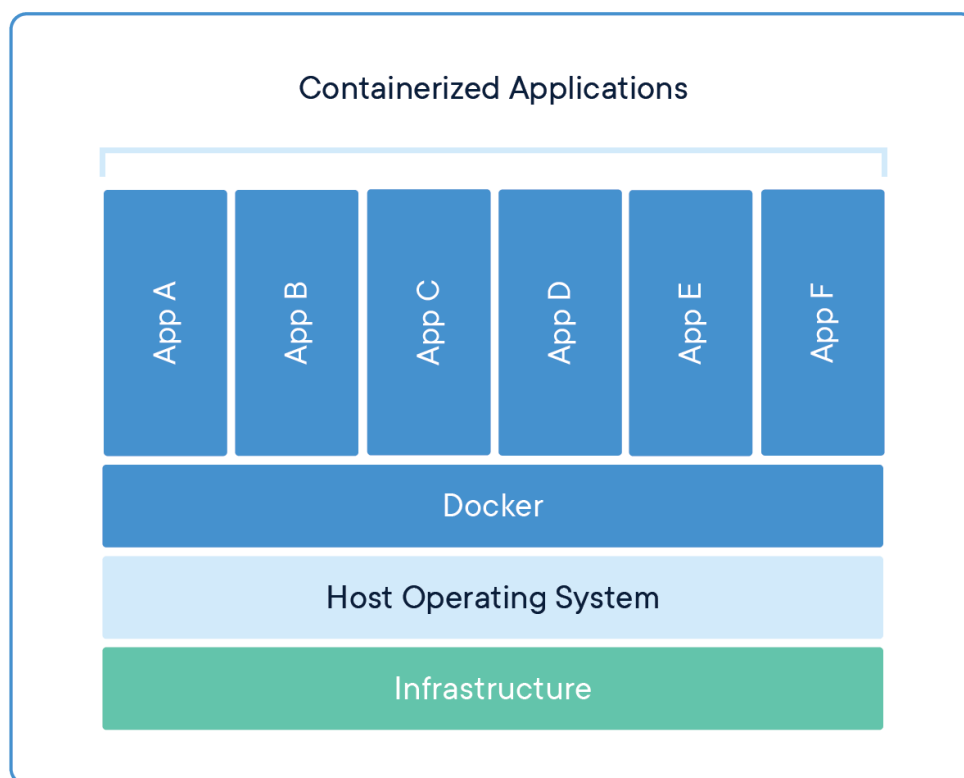 Containerized Applications
App A
App B
App C
App D
App E
App F
Docker
Host Operating System
Infrastructure